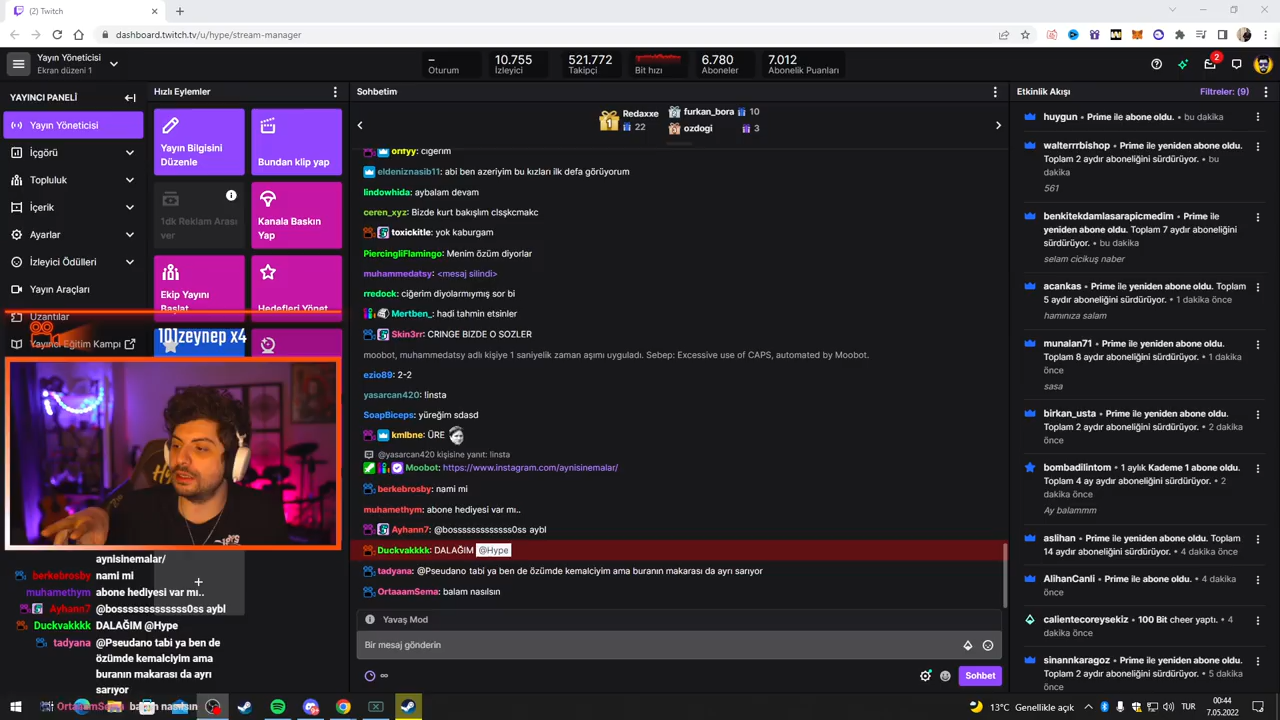 (2) Twitch
dashboard.twitch.tv/u/hype/stream-manager
Yayın Yöneticisi
Ekran düzeni 1
–
Oturum
10.755
İzleyici
521.772
Takipçi
Bit hızı
6.780
Aboneler
7.012
Abonelik Puanları
2
YAYINCI PANELİ
Yayın Yöneticisi
İçgörü
Topluluk
İçerik
Ayarlar
İzleyici Ödülleri
Yayın Araçları
Uzantılar
Yayıncı Eğitim Kampı
Hızlı Eylemler
Yayın Bilgisini
Düzenle
Bundan klip yap
1dk Reklam Arası
ver
Kanala Baskın
Yap
Ekip Yayını
Başlat
Hedefleri Yönet
101zeynep x4
aynisinemalar/
berkebrosby nami mi
muhamethym abone hediyesi var mı..
Ayhann7 @bosssssssssssss0ss aybl
Duckvakkkk DALAĞIM @Hype
tadyana @Pseudano tabi ya ben de
özümde kemalciyim ama
buranın makarası da ayrı
sarıyor
OrtaaamSema balam nasılsın
Sohbetim
1
Redaxxe
22
2 furkan_bora 10
3 ozdogi 3
onfyy: ciğerim
eldeniznasib11: abi ben azeriyim bu kızları ilk defa görüyorum
lindowhida: aybalam devam
ceren_xyz: Bizde kurt bakışlım clsşkcmakc
toxickitle: yok kaburgam
PiercingliFlamingo: Menim özüm diyorlar
muhammedatsy: <mesaj silindi>
rredock: ciğerim diyolarmıymış sor bi
Mertben_: hadi tahmin etsinler
Skin3rr: CRINGE BIZDE O SOZLER
moobot, muhammedatsy adlı kişiye 1 saniyelik zaman aşımı uyguladı. Sebep: Excessive use of CAPS, automated by Moobot.
ezio89: 2-2
yasarcan420: !insta
SoapBiceps: yüreğim sdasd
kmlbne: ÜRE
@yasarcan420 kişisine yanıt: !insta
Moobot: https://www.instagram.com/aynisinemalar/
berkebrosby: nami mi
muhamethym: abone hediyesi var mı..
Ayhann7: @bosssssssssssss0ss aybl
Duckvakkkk: DALAĞIM @Hype
tadyana: @Pseudano tabi ya ben de özümde kemalciyim ama buranın makarası da ayrı sarıyor
OrtaaamSema: balam nasılsın
Yavaş Mod
Bir mesaj gönderin
∞
Sohbet
Etkinlik Akışı
Filtreler: (9)
huygun • Prime ile abone oldu. • bu dakika
walterrrbishop • Prime ile yeniden abone oldu.
Toplam 2 aydır aboneliğini sürdürüyor. • bu
dakika
561
benkitekdamlasarapicmedim • Prime ile
yeniden abone oldu. Toplam 7 aydır aboneliğini
sürdürüyor. • bu dakika
selam cicikuş naber
acankas • Prime ile yeniden abone oldu. Toplam
5 aydır aboneliğini sürdürüyor. • 1 dakika önce
hamınıza salam
munalan71 • Prime ile yeniden abone oldu.
Toplam 8 aydır aboneliğini sürdürüyor. • 1 dakika
önce
sasa
birkan_usta • Prime ile yeniden abone oldu.
Toplam 2 aydır aboneliğini sürdürüyor. • 2 dakika
önce
bombadilintom • 1 aylık Kademe 1 abone oldu.
Toplam 4 ay aydır aboneliğini sürdürüyor. • 2
dakika önce
Ay balammm
aslihan • Prime ile yeniden abone oldu. Toplam
14 aydır aboneliğini sürdürüyor. • 4 dakika önce
AlihanCanli • Prime ile abone oldu. • 4 dakika
önce
calientecoreysekiz • 100 Bit cheer yaptı. • 4
dakika önce
sinannkaragoz • Prime ile yeniden abone oldu.
Toplam 2 aydır aboneliğini sürdürüyor. • 5
dakika önce
13°C Genellikle açık
TUR
00:44
7.05.2022